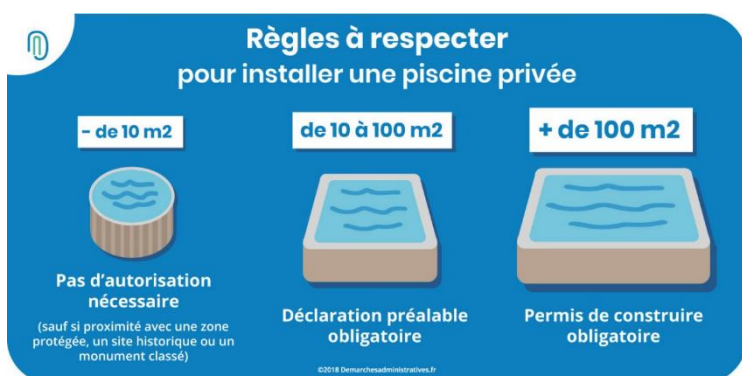 Règles à respecter
pour installer une piscine privée
- de 10 m2
de 10 à 100 m2
+ de 100 m2
Pas d'autorisation
nécessaire
(sauf si proximité avec une zone
protégée, un site historique ou un
monument classé)
Déclaration préalable
obligatoire
Permis de construire
obligatoire
©2018 Demarchesadministratives.fr